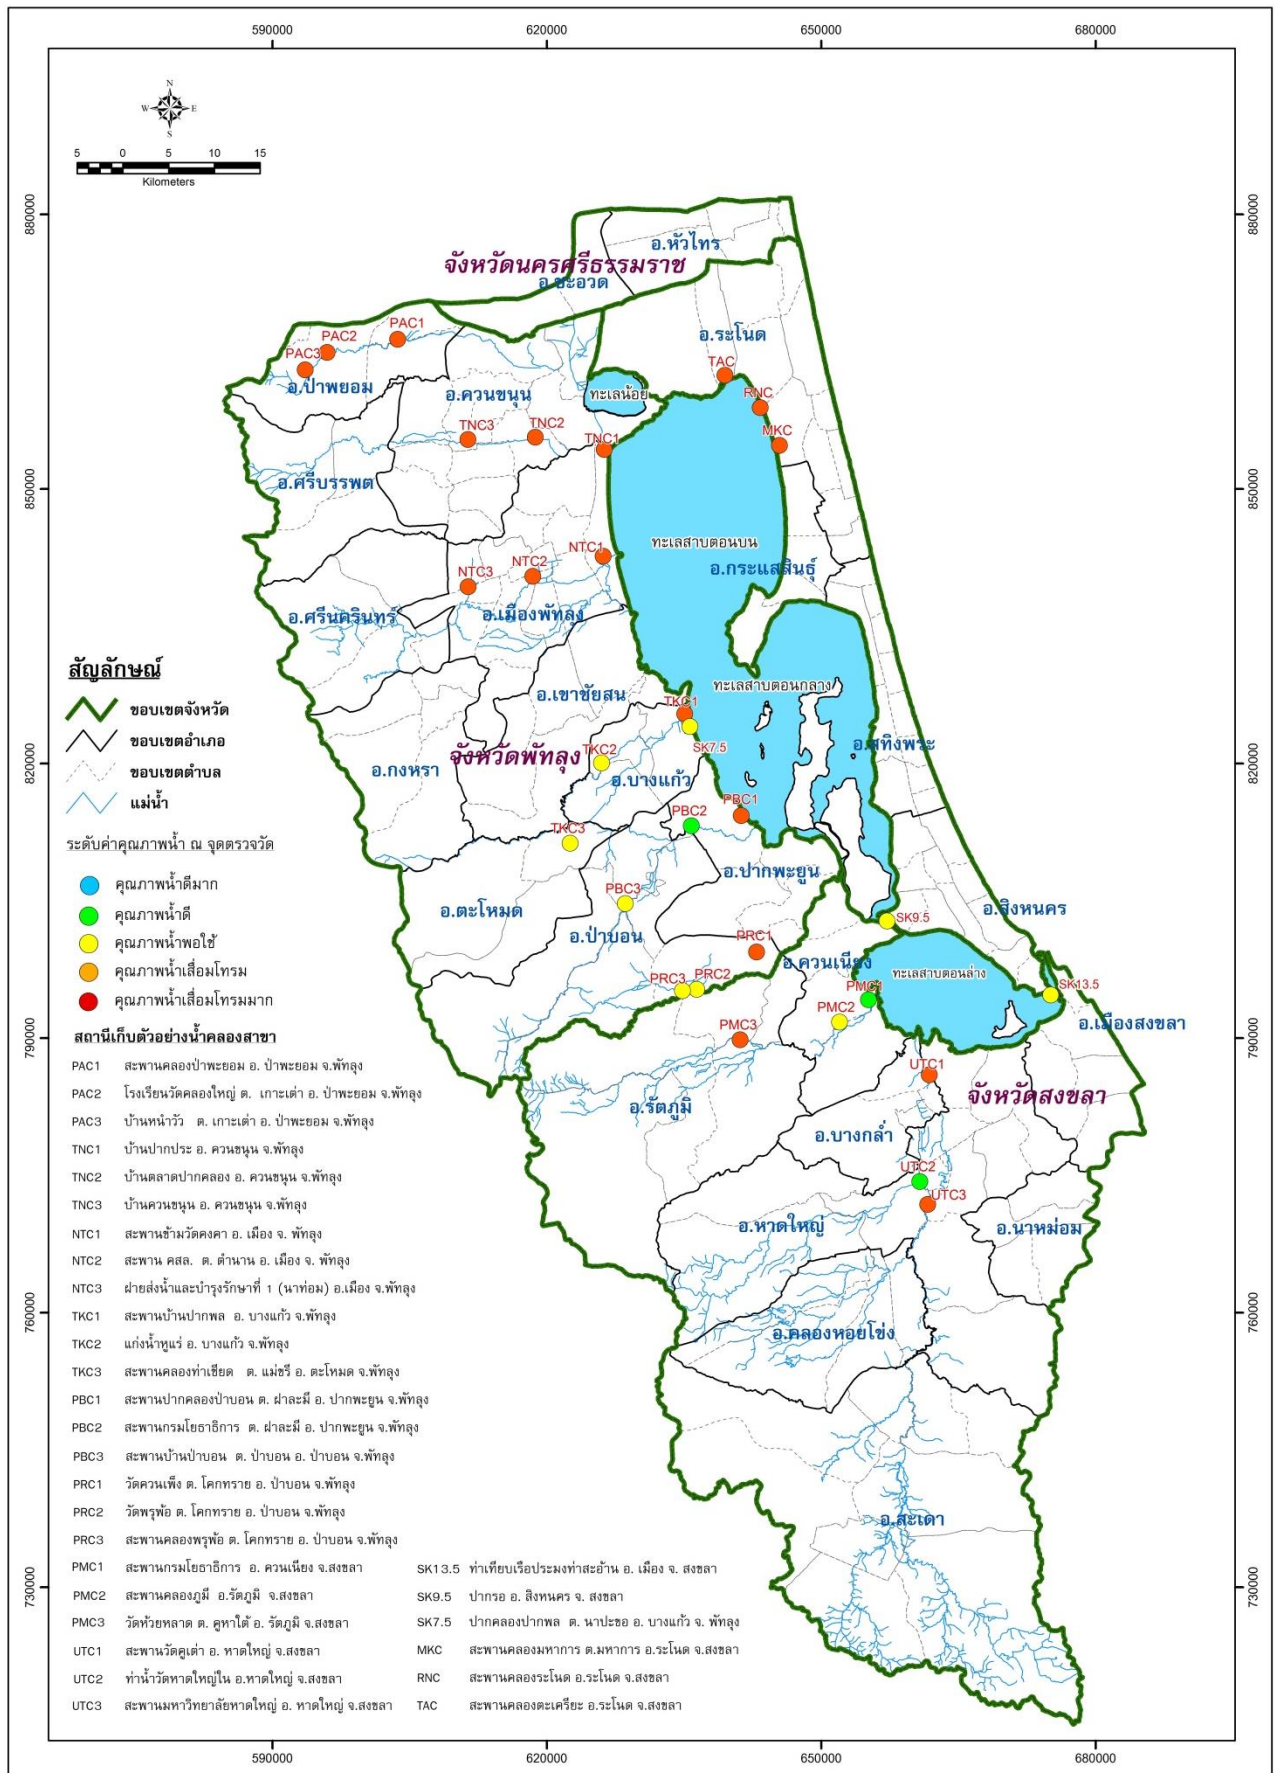 590000 620000 650000 680000
N
W E
S
5 0 5 10 15
Kilometers
880000 880000
อ.หัวไทร
จังหวัดนครศรีธรรมราช
อ.ชะอวด
PAC1
อ.ระโนด
PAC2
PAC3
TAC
อ.ป่าพยอม
อ.ควนขนุน
ทะเลน้อย
RNC
TNC3
TNC2
TNC1
MKC
อ.ศรีบรรพต
850000 850000
ทะเลสาบตอนบน
NTC1
NTC2
NTC3
อ.กระแสสินธุ์
อ.ศรีนครินทร์
อ.เมืองพัทลุง
สัญลักษณ์
ขอบเขตจังหวัด
ขอบเขตอำเภอ
ขอบเขตตำบล
แม่น้ำ
ทะเลสาบตอนกลาง
อ.เขาชัยสน
TKC1
SK7.5
อ.สทิงพระ
จังหวัดพัทลุง
TKC2
อ.กงหรา
อ.บางแก้ว
820000 820000
PBC1
PBC2
TKC3
ระดับค่าคุณภาพน้ำ ณ จุดตรวจวัด
คุณภาพน้ำดีมาก
คุณภาพน้ำดี
คุณภาพน้ำพอใช้
คุณภาพน้ำเสื่อมโทรม
คุณภาพน้ำเสื่อมโทรมมาก
อ.ปากพะยูน
PBC3
อ.ตะโหมด
อ.สิงหนคร
SK9.5
อ.ป่าบอน
PRC1
อ.ควนเนียง
ทะเลสาบตอนล่าง
PRC3
PRC2
PMC1
SK13.5
PMC2
อ.เมืองสงขลา
PMC3
790000 790000
UTC1
จังหวัดสงขลา
อ.รัตภูมิ
อ.บางกล่ำ
UTC2
UTC3
อ.หาดใหญ่
อ.นาหม่อม
760000 760000
อ.คลองหอยโข่ง
อ.สะเดา
730000 730000
สถานีเก็บตัวอย่างน้ำคลองสาขา
PAC1 สะพานคลองป่าพะยอม อ. ป่าพะยอม จ.พัทลุง
PAC2 โรงเรียนวัดคลองใหญ่ ต. เกาะเต่า อ. ป่าพะยอม จ.พัทลุง
PAC3 บ้านหนำวัว ต. เกาะเต่า อ. ป่าพะยอม จ.พัทลุง
TNC1 บ้านปากประ อ. ควนขนุน จ.พัทลุง
TNC2 บ้านตลาดปากคลอง อ. ควนขนุน จ.พัทลุง
TNC3 บ้านควนขนุน อ. ควนขนุน จ.พัทลุง
NTC1 สะพานข้ามวัดคงคา อ. เมือง จ. พัทลุง
NTC2 สะพาน คสล. ต. ตำนาน อ. เมือง จ. พัทลุง
NTC3 ฝายส่งน้ำและบำรุงรักษาที่ 1 (นาท่อม) อ.เมือง จ.พัทลุง
TKC1 สะพานบ้านปากพล อ. บางแก้ว จ.พัทลุง
TKC2 แก่งน้ำหูแร่ อ. บางแก้ว จ.พัทลุง
TKC3 สะพานคลองท่าเชียด ต. แม่ขรี อ. ตะโหมด จ.พัทลุง
PBC1 สะพานปากคลองป่าบอน ต. ฝาละมี อ. ปากพะยูน จ.พัทลุง
PBC2 สะพานกรมโยธาธิการ ต. ฝาละมี อ. ปากพะยูน จ.พัทลุง
PBC3 สะพานบ้านป่าบอน ต. ป่าบอน อ. ป่าบอน จ.พัทลุง
PRC1 วัดควนเพ็ง ต. โคกทราย อ. ป่าบอน จ.พัทลุง
PRC2 วัดพรุพ้อ ต. โคกทราย อ. ป่าบอน จ.พัทลุง
PRC3 สะพานคลองพรุพ้อ ต. โคกทราย อ. ป่าบอน จ.พัทลุง
PMC1 สะพานกรมโยธาธิการ อ. ควนเนียง จ.สงขลา
PMC2 สะพานคลองภูมี อ.รัตภูมิ จ.สงขลา
PMC3 วัดห้วยหลาด ต. คูหาใต้ อ. รัตภูมิ จ.สงขลา
UTC1 สะพานวัดคูเต่า อ. หาดใหญ่ จ.สงขลา
UTC2 ท่าน้ำวัดหาดใหญ่ใน อ.หาดใหญ่ จ.สงขลา
UTC3 สะพานมหาวิทยาลัยหาดใหญ่ อ. หาดใหญ่ จ.สงขลา
SK13.5 ท่าเทียบเรือประมงท่าสะอ้าน อ. เมือง จ. สงขลา
SK9.5 ปากรอ อ. สิงหนคร จ. สงขลา
SK7.5 ปากคลองปากพล ต. นาปะขอ อ. บางแก้ว จ. พัทลุง
MKC สะพานคลองมหาการ ต.มหาการ อ.ระโนด จ.สงขลา
RNC สะพานคลองระโนด อ.ระโนด จ.สงขลา
TAC สะพานคลองตะเครียะ อ.ระโนด จ.สงขลา
590000 620000 650000 680000